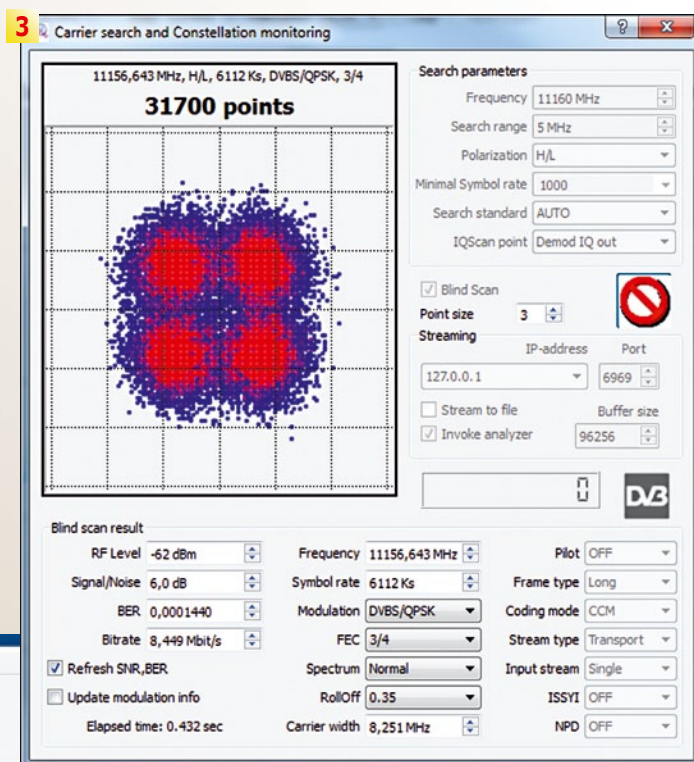 3
Carrier search and Constellation monitoring
11156,643 MHz, H/L, 6112 Ks, DVBS/QPSK, 3/4
31700 points
Search parameters
Frequency 11160 MHz
Search range 5 MHz
Polarization H/L
Minimal Symbol rate 1000
Search standard AUTO
IQScan point Demod IQ out
Blind Scan
Point size 3
Streaming
IP-address Port
127.0.0.1 6969
Stream to file Buffer size
Invoke analyzer 96256
0
DVB
Blind scan result
RF Level -62 dBm Frequency 11156,643 MHz Pilot OFF
Signal/Noise 6,0 dB Symbol rate 6112 Ks Frame type Long
BER 0,0001440 Modulation DVBS/QPSK Coding mode CCM
Bitrate 8,449 Mbit/s FEC 3/4 Stream type Transport
Refresh SNR,BER Spectrum Normal Input stream Single
Update modulation info RollOff 0.35 ISSYI OFF
Elapsed time: 0.432 sec Carrier width 8,251 MHz NPD OFF